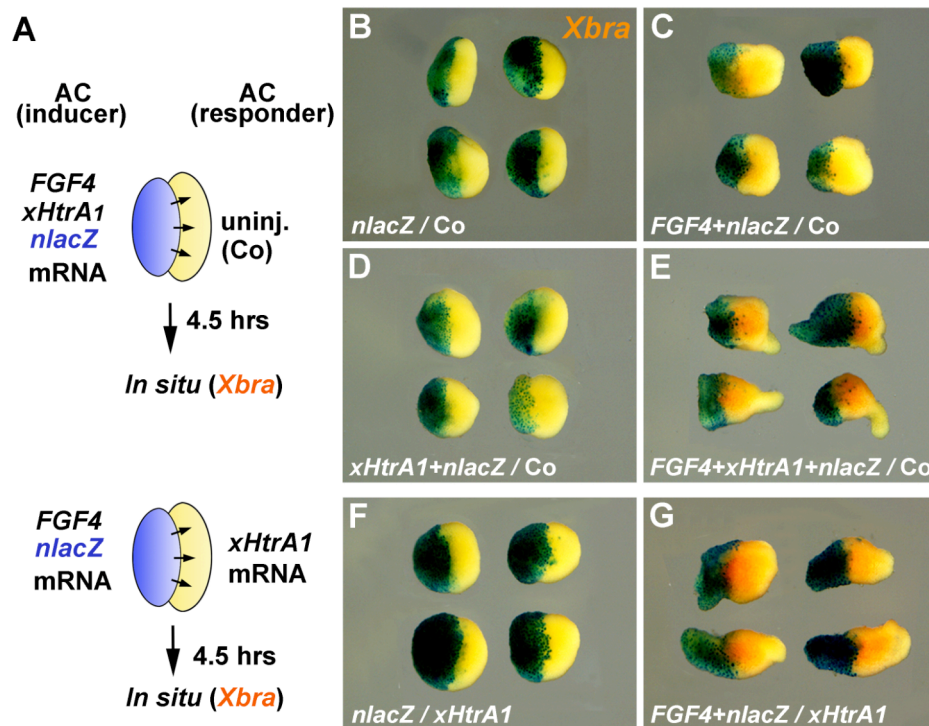 A
AC
(inducer)
AC
(responder)
FGF4
xHtrA1
nlacZ
mRNA
uninj.
(Co)
4.5 hrs
In situ (Xbra)
FGF4
nlacZ
mRNA
xHtrA1
mRNA
4.5 hrs
In situ (Xbra)
B
Xbra
nlacZ / Co
C
FGF4+nlacZ / Co
D
xHtrA1+nlacZ / Co
E
FGF4+xHtrA1+nlacZ / Co
F
nlacZ / xHtrA1
G
FGF4+nlacZ / xHtrA1